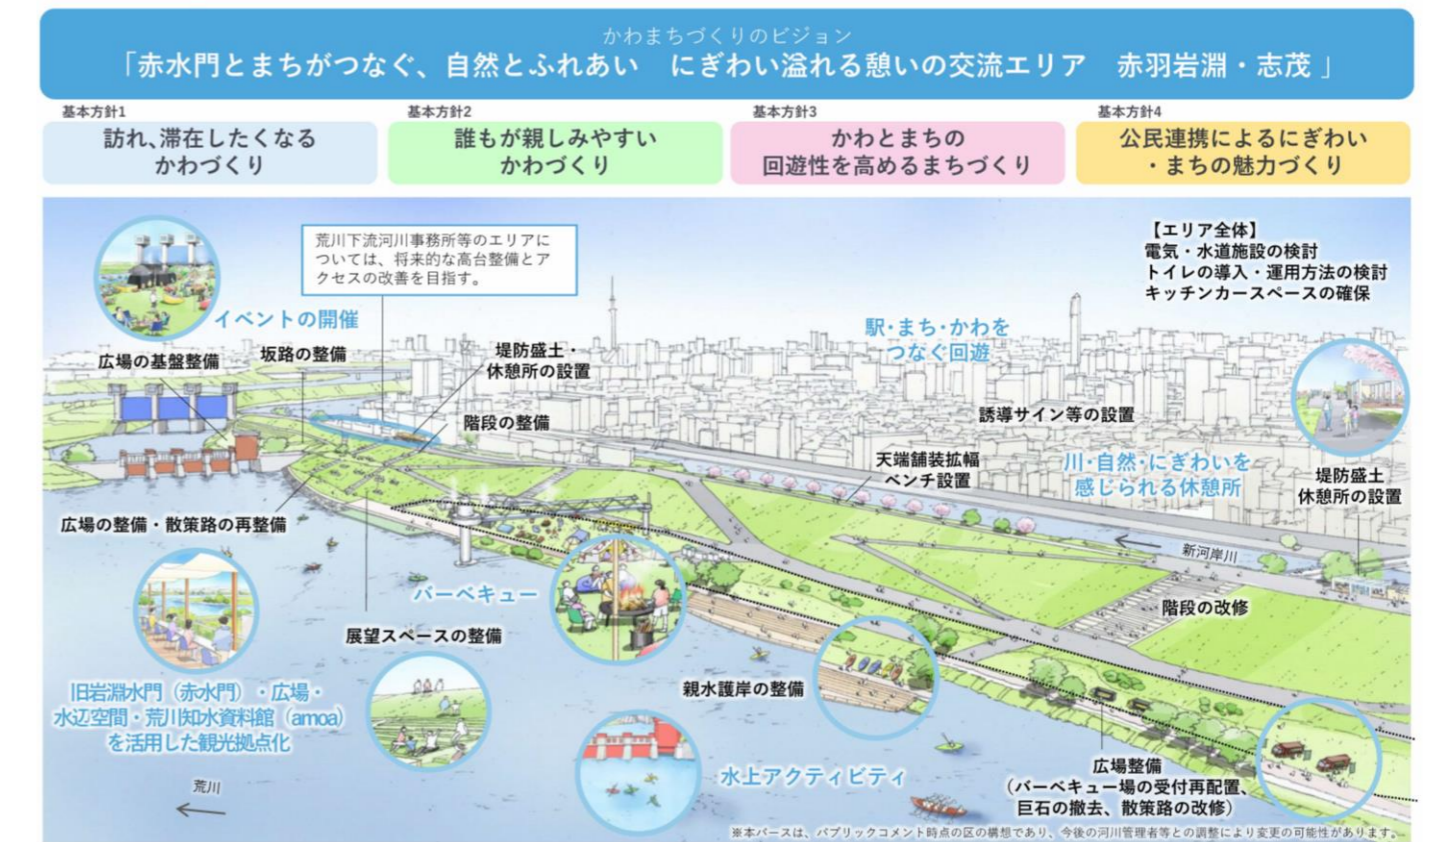 かわまちづくりのビジョン
「赤水門とまちがつなぐ、自然とふれあい　にぎわい溢れる憩いの交流エリア　赤羽岩淵・志茂 」
基本方針1
訪れ、滞在したくなる
かわづくり
基本方針2
誰もが親しみやすい
かわづくり
基本方針3
かわとまちの
回遊性を高めるまちづくり
基本方針4
公民連携によるにぎわい
・まちの魅力づくり
荒川下流河川事務所等のエリアに
ついては、将来的な高台整備とア
クセスの改善を目指す。
【エリア全体】
電気・水道施設の検討
トイレの導入・運用方法の検討
キッチンカースペースの確保
イベントの開催
広場の基盤整備
坂路の整備
堤防盛土・
休憩所の設置
階段の整備
駅・まち・かわを
つなぐ回遊
誘導サイン等の設置
天端舗装拡幅
ベンチ設置
川・自然・にぎわいを
感じられる休憩所
堤防盛土
休憩所の設置
広場の整備・散策路の再整備
新河岸川
バーベキュー
階段の改修
展望スペースの整備
親水護岸の整備
旧岩淵水門（赤水門）・広場・
水辺空間・荒川知水資料館（amoa）
を活用した観光拠点化
荒川
水上アクティビティ
広場整備
（バーベキュー場の受付再配置、
巨石の撤去、散策路の改修）
※本パースは、パブリックコメント時点の区の構想であり、今後の河川管理者等との調整により変更の可能性があります。